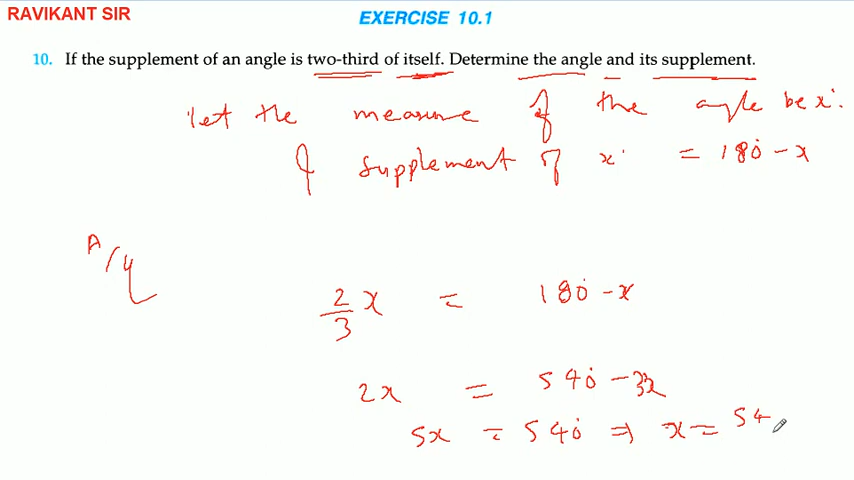 RAVIKANT SIR
EXERCISE 10.1
10. If the supplement of an angle is two-third of itself. Determine the angle and its supplement.
let the measure of the angle be x°.
& supplement of x° = 180° - x
A/q
2/3 x = 180° - x
2x = 540° - 3x
5x = 540° ⇒ x = 54